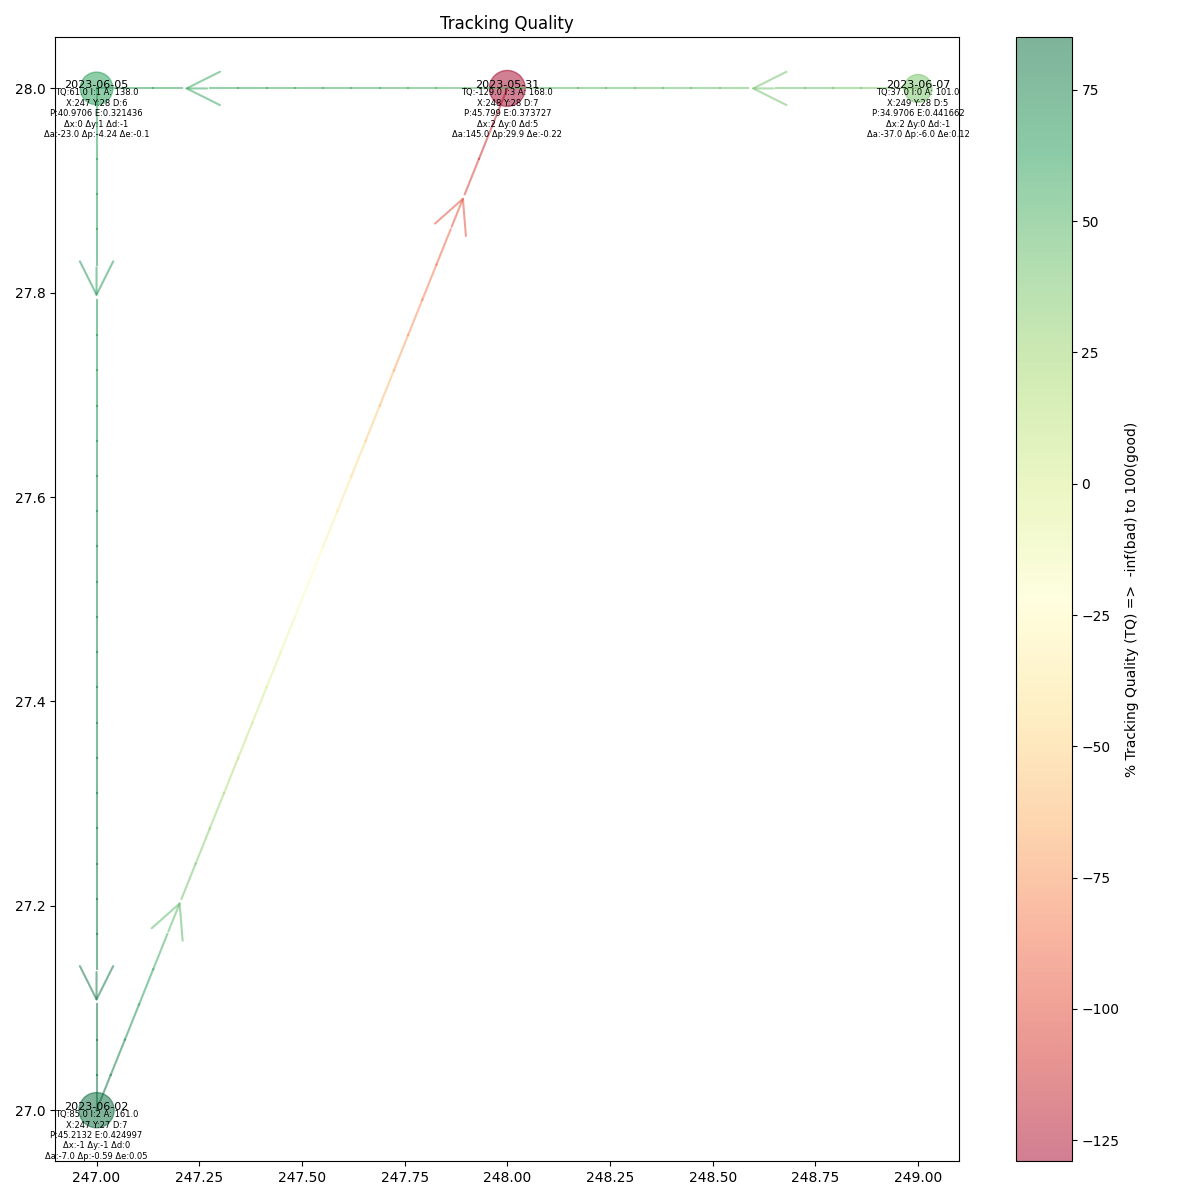 Tracking Quality
28.0
27.8
27.6
27.4
27.2
27.0
2023-06-05
TQ:61.0 I:1 A: 138.0
X:247 Y:28 D:6
P:40.9706 E:0.321436
Δx:0 Δy:1 Δd:-1
Δa:-23.0 Δp:-4.24 Δe:-0.1
2023-05-31
TQ:-129.0 I:3 A: 168.0
X:248 Y:28 D:7
P:45.799 E:0.373727
Δx:2 Δy:0 Δd:5
Δa:145.0 Δp:29.9 Δe:-0.22
2023-06-07
TQ:37.0 I:0 A: 101.0
X:249 Y:28 D:5
P:34.9706 E:0.441662
Δx:2 Δy:0 Δd:-1
Δa:-37.0 Δp:-6.0 Δe:0.12
2023-06-02
TQ:85.0 I:2 A: 161.0
X:247 Y:27 D:7
P:45.2132 E:0.424997
Δx:-1 Δy:-1 Δd:0
Δa:-7.0 Δp:-0.59 Δe:0.05
247.00 247.25 247.50 247.75 248.00 248.25 248.50 248.75 249.00
75
50
25
0
−25
−50
−75
−100
−125
% Tracking Quality (TQ) => -inf(bad) to 100(good)